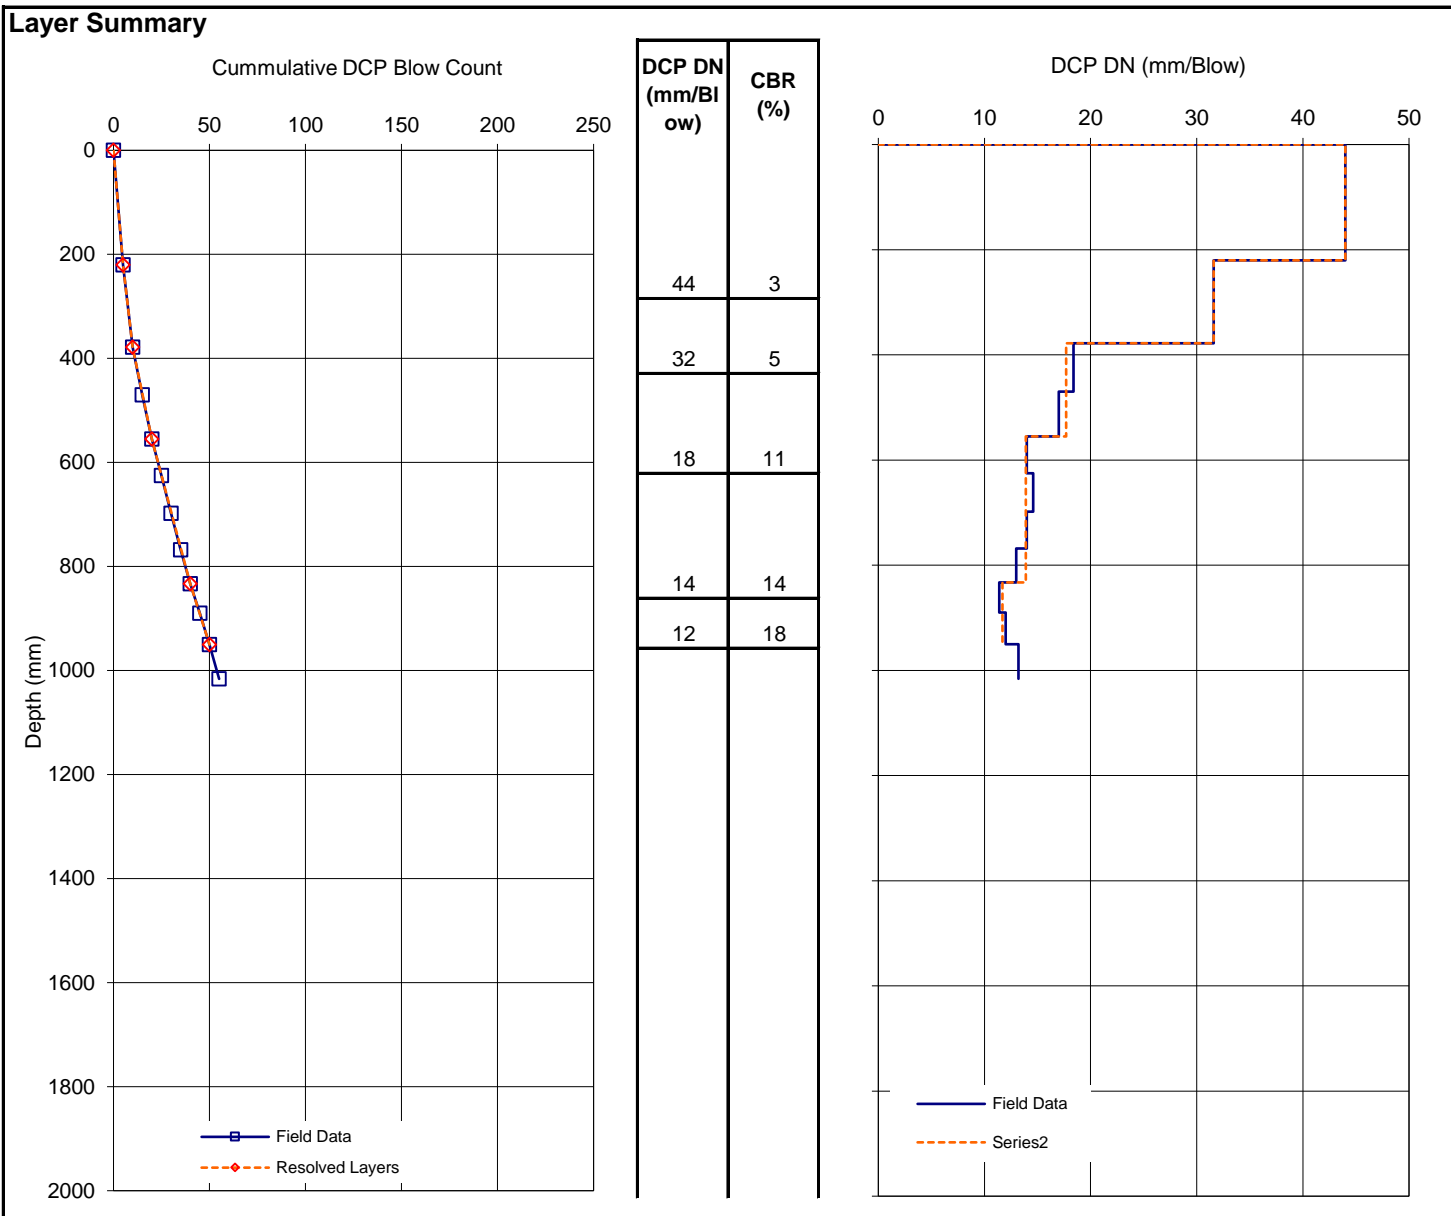 Layer Summary
Cummulative DCP Blow Count
0 50 100 150 200 250
0
200
400
600
800
1000
1200
1400
1600
1800
2000
Depth (mm)
Field Data
Resolved Layers
DCP DN
(mm/Bl
ow)
CBR
(%)
44 3
32 5
18 11
14 14
12 18
DCP DN (mm/Blow)
0 10 20 30 40 50
Field Data
Series2